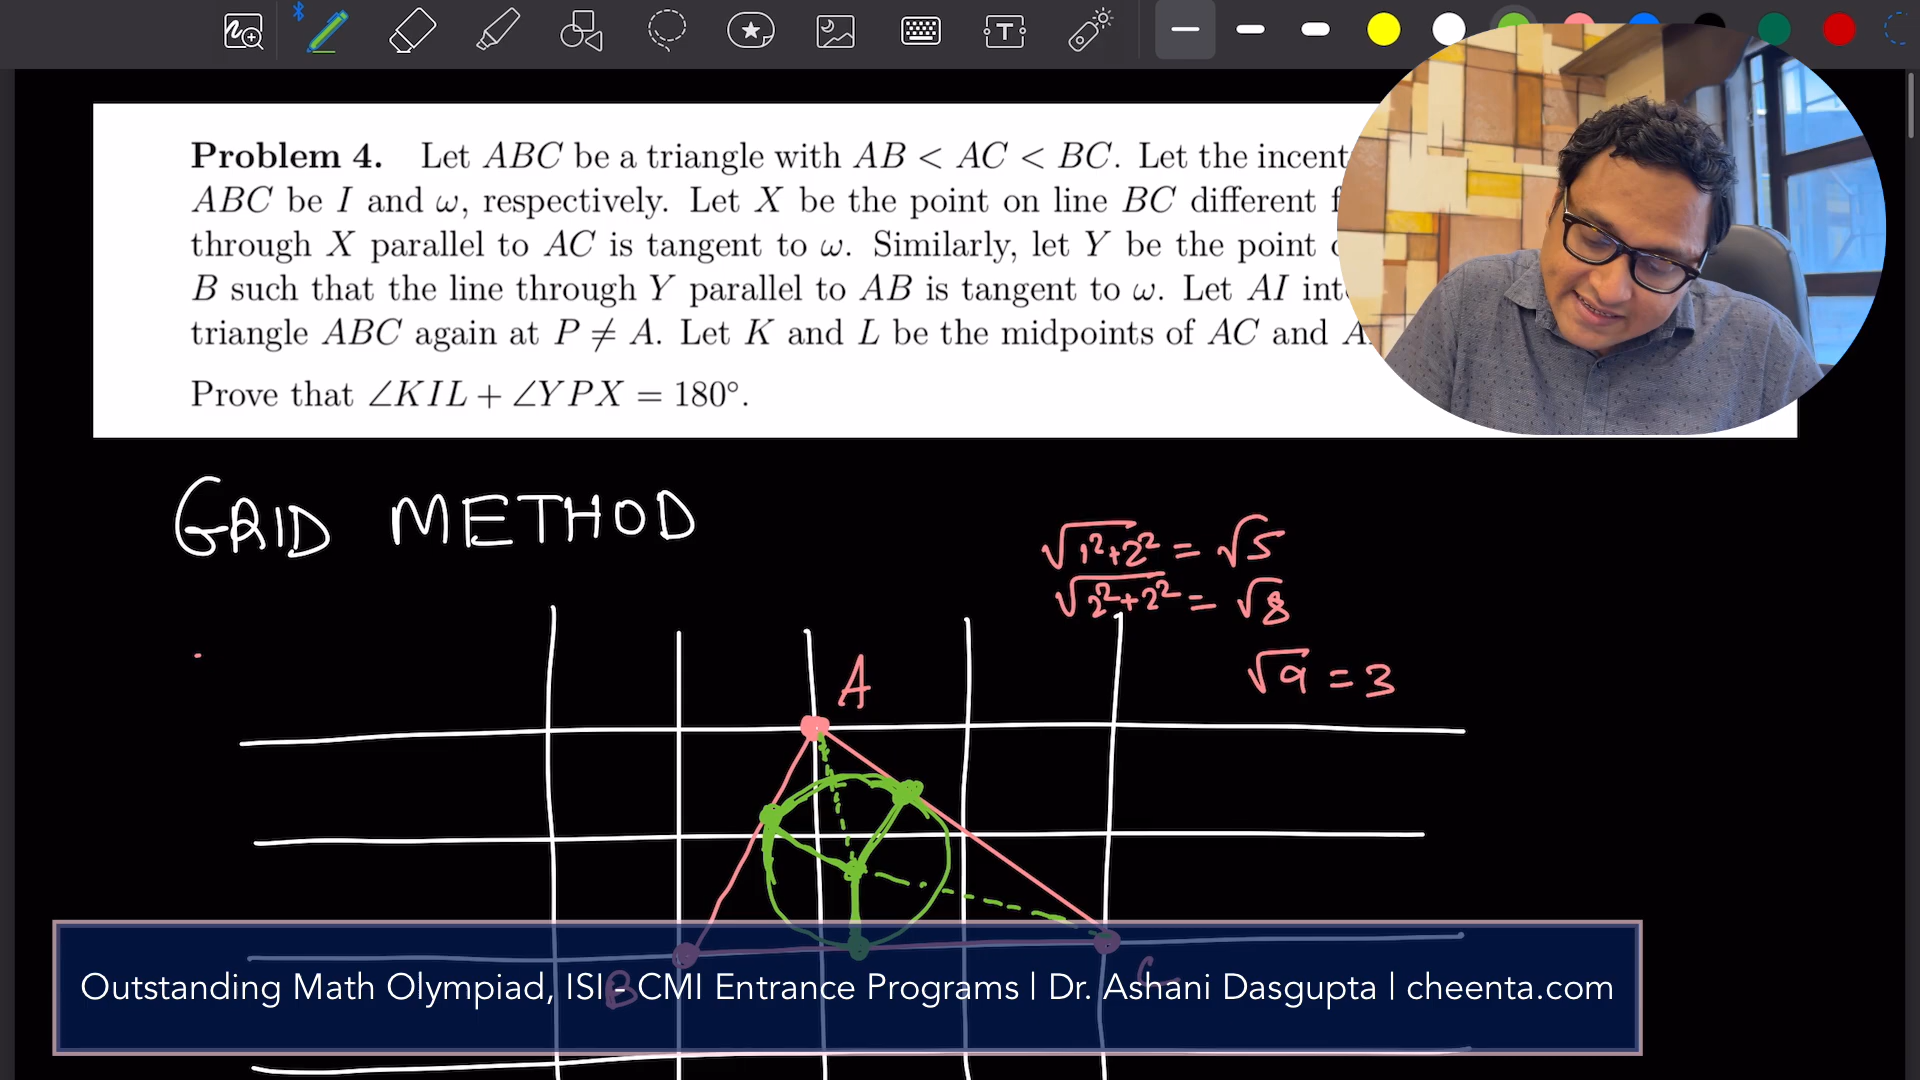 T
Problem 4. Let ABC be a triangle with AB < AC < BC. Let the incent
ABC be I and ω, respectively. Let X be the point on line BC different f
through X parallel to AC is tangent to ω. Similarly, let Y be the point
B such that the line through Y parallel to AB is tangent to ω. Let AI int
triangle ABC again at P ≠ A. Let K and L be the midpoints of AC and A
Prove that ∠KIL + ∠YPX = 180°.
GRID METHOD
√1²+2² = √5
√2²+2² = √8
√9 = 3
A
B
C
Outstanding Math Olympiad, ISI - CMI Entrance Programs | Dr. Ashani Dasgupta | cheenta.com